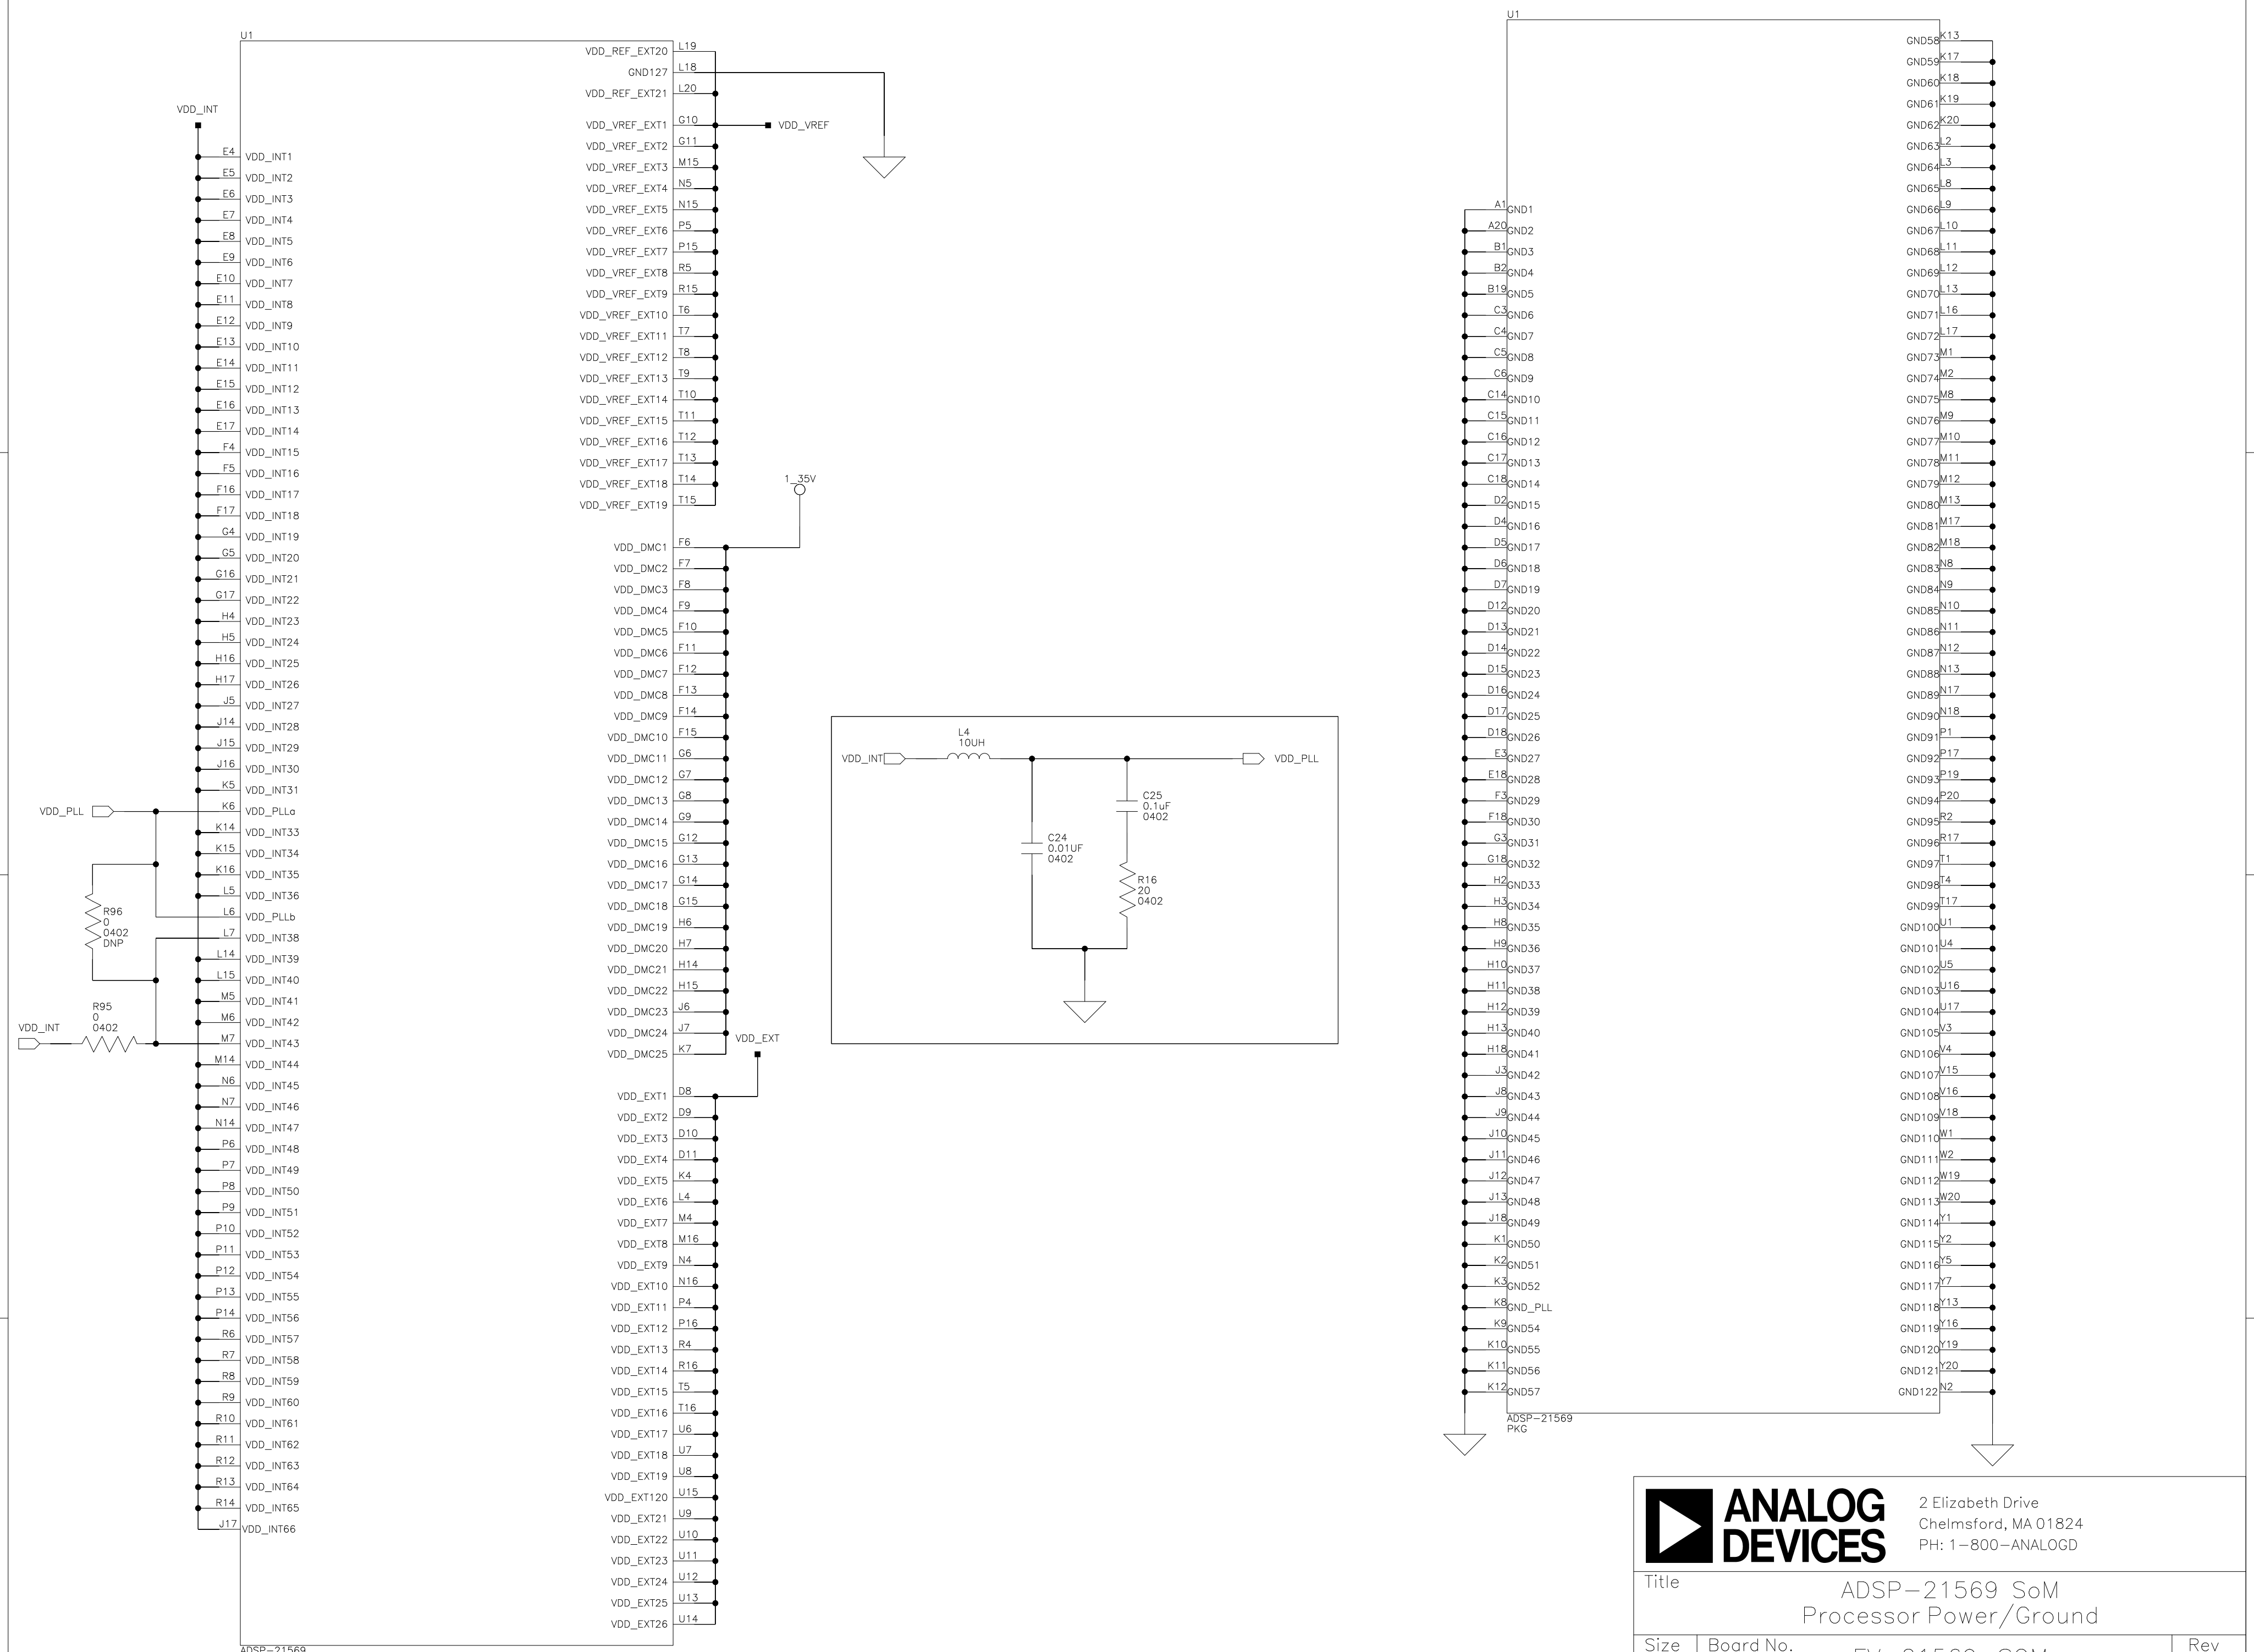 U1
VDD_INT
E4 VDD_INT1
E5 VDD_INT2
E6 VDD_INT3
E7 VDD_INT4
E8 VDD_INT5
E9 VDD_INT6
E10 VDD_INT7
E11 VDD_INT8
E12 VDD_INT9
E13 VDD_INT10
E14 VDD_INT11
E15 VDD_INT12
E16 VDD_INT13
E17 VDD_INT14
F4 VDD_INT15
F5 VDD_INT16
F16 VDD_INT17
F17 VDD_INT18
G4 VDD_INT19
G5 VDD_INT20
G16 VDD_INT21
G17 VDD_INT22
H4 VDD_INT23
H5 VDD_INT24
H16 VDD_INT25
H17 VDD_INT26
J5 VDD_INT27
J14 VDD_INT28
J15 VDD_INT29
J16 VDD_INT30
K5 VDD_INT31
VDD_PLL K6 VDD_PLLa
K14 VDD_INT33
K15 VDD_INT34
K16 VDD_INT35
L5 VDD_INT36
L6 VDD_PLLb
L7 VDD_INT38
L14 VDD_INT39
L15 VDD_INT40
M5 VDD_INT41
M6 VDD_INT42
M7 VDD_INT43
M14 VDD_INT44
N6 VDD_INT45
N7 VDD_INT46
N14 VDD_INT47
P6 VDD_INT48
P7 VDD_INT49
P8 VDD_INT50
P9 VDD_INT51
P10 VDD_INT52
P11 VDD_INT53
P12 VDD_INT54
P13 VDD_INT55
P14 VDD_INT56
R6 VDD_INT57
R7 VDD_INT58
R8 VDD_INT59
R9 VDD_INT60
R10 VDD_INT61
R11 VDD_INT62
R12 VDD_INT63
R13 VDD_INT64
R14 VDD_INT65
J17 VDD_INT66
R96
0
0402
DNP
R95
0
0402
VDD_INT
VDD_REF_EXT20 L19
GND127 L18
VDD_REF_EXT21 L20
VDD_VREF_EXT1 G10 VDD_VREF
VDD_VREF_EXT2 G11
VDD_VREF_EXT3 M15
VDD_VREF_EXT4 N5
VDD_VREF_EXT5 N15
VDD_VREF_EXT6 P5
VDD_VREF_EXT7 P15
VDD_VREF_EXT8 R5
VDD_VREF_EXT9 R15
VDD_VREF_EXT10 T6
VDD_VREF_EXT11 T7
VDD_VREF_EXT12 T8
VDD_VREF_EXT13 T9
VDD_VREF_EXT14 T10
VDD_VREF_EXT15 T11
VDD_VREF_EXT16 T12
VDD_VREF_EXT17 T13
VDD_VREF_EXT18 T14
VDD_VREF_EXT19 T15
1_35V
VDD_DMC1 F6
VDD_DMC2 F7
VDD_DMC3 F8
VDD_DMC4 F9
VDD_DMC5 F10
VDD_DMC6 F11
VDD_DMC7 F12
VDD_DMC8 F13
VDD_DMC9 F14
VDD_DMC10 F15
VDD_DMC11 G6
VDD_DMC12 G7
VDD_DMC13 G8
VDD_DMC14 G9
VDD_DMC15 G12
VDD_DMC16 G13
VDD_DMC17 G14
VDD_DMC18 G15
VDD_DMC19 H6
VDD_DMC20 H7
VDD_DMC21 H14
VDD_DMC22 H15
VDD_DMC23 J6
VDD_DMC24 J7
VDD_DMC25 K7
VDD_EXT
VDD_EXT1 D8
VDD_EXT2 D9
VDD_EXT3 D10
VDD_EXT4 D11
VDD_EXT5 K4
VDD_EXT6 L4
VDD_EXT7 M4
VDD_EXT8 M16
VDD_EXT9 N4
VDD_EXT10 N16
VDD_EXT11 P4
VDD_EXT12 P16
VDD_EXT13 R4
VDD_EXT14 R16
VDD_EXT15 T5
VDD_EXT16 T16
VDD_EXT17 U6
VDD_EXT18 U7
VDD_EXT19 U8
VDD_EXT120 U15
VDD_EXT21 U9
VDD_EXT22 U10
VDD_EXT23 U11
VDD_EXT24 U12
VDD_EXT25 U13
VDD_EXT26 U14
ADSP-21569
L4
10UH
VDD_INT VDD_PLL
C25
0.1uF
0402
C24
0.01UF
0402
R16
20
0402
U1
A1 GND1
A20 GND2
B1 GND3
B2 GND4
B19 GND5
C3 GND6
C4 GND7
C5 GND8
C6 GND9
C14 GND10
C15 GND11
C16 GND12
C17 GND13
C18 GND14
D2 GND15
D4 GND16
D5 GND17
D6 GND18
D7 GND19
D12 GND20
D13 GND21
D14 GND22
D15 GND23
D16 GND24
D17 GND25
D18 GND26
E3 GND27
E18 GND28
F3 GND29
F18 GND30
G3 GND31
G18 GND32
H2 GND33
H3 GND34
H8 GND35
H9 GND36
H10 GND37
H11 GND38
H12 GND39
H13 GND40
H18 GND41
J3 GND42
J8 GND43
J9 GND44
J10 GND45
J11 GND46
J12 GND47
J13 GND48
J18 GND49
K1 GND50
K2 GND51
K3 GND52
K8 GND_PLL
K9 GND54
K10 GND55
K11 GND56
K12 GND57
GND58 K13
GND59 K17
GND60 K18
GND61 K19
GND62 K20
GND63 L2
GND64 L3
GND65 L8
GND66 L9
GND67 L10
GND68 L11
GND69 L12
GND70 L13
GND71 L16
GND72 L17
GND73 M1
GND74 M2
GND75 M8
GND76 M9
GND77 M10
GND78 M11
GND79 M12
GND80 M13
GND81 M17
GND82 M18
GND83 N8
GND84 N9
GND85 N10
GND86 N11
GND87 N12
GND88 N13
GND89 N17
GND90 N18
GND91 P1
GND92 P17
GND93 P19
GND94 P20
GND95 R2
GND96 R17
GND97 T1
GND98 T4
GND99 T17
GND100 U1
GND101 U4
GND102 U5
GND103 U16
GND104 U17
GND105 V3
GND106 V4
GND107 V15
GND108 V16
GND109 V18
GND110 W1
GND111 W2
GND112 W19
GND113 W20
GND114 Y1
GND115 Y2
GND116 Y5
GND117 Y7
GND118 Y13
GND119 Y16
GND120 Y19
GND121 Y20
GND122 N2
ADSP-21569
PKG
ANALOG
DEVICES
2 Elizabeth Drive
Chelmsford, MA 01824
PH: 1-800-ANALOGD
Title
ADSP-21569 SoM
Processor Power/Ground
Size Board No. Rev